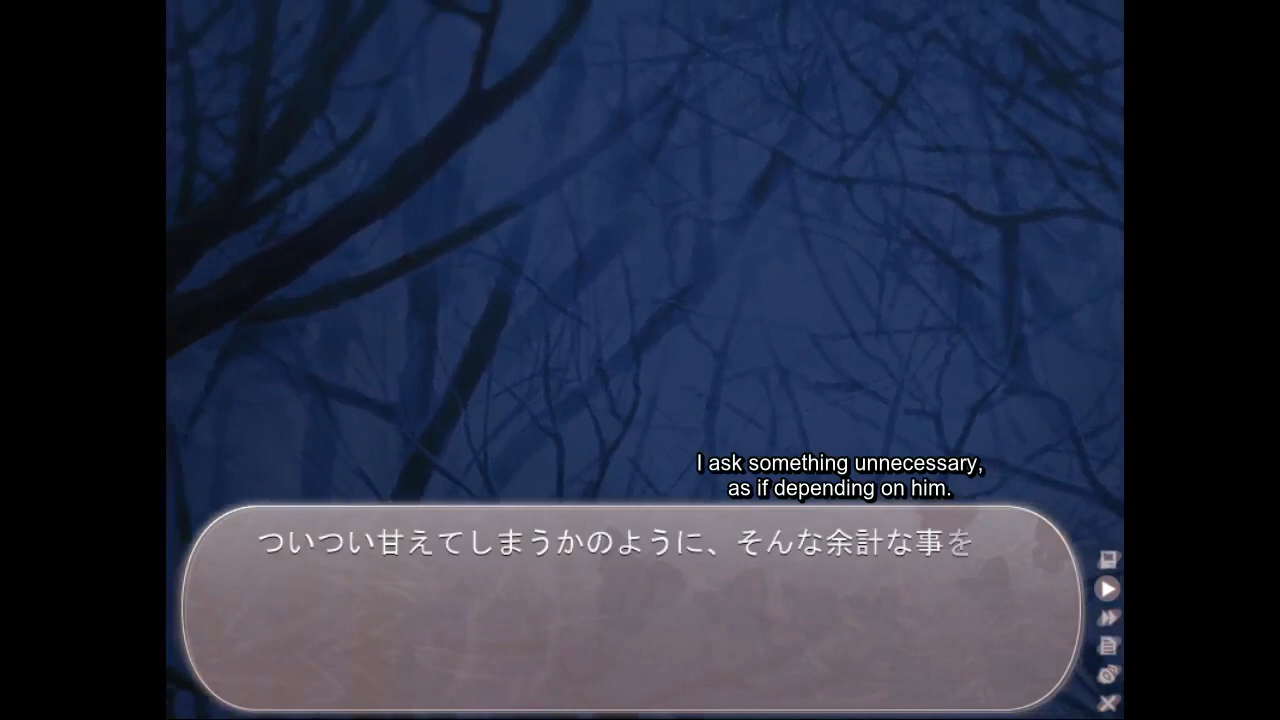 I ask something unnecessary,
as if depending on him.
ついつい甘えてしまうかのように、そんな余計な事を